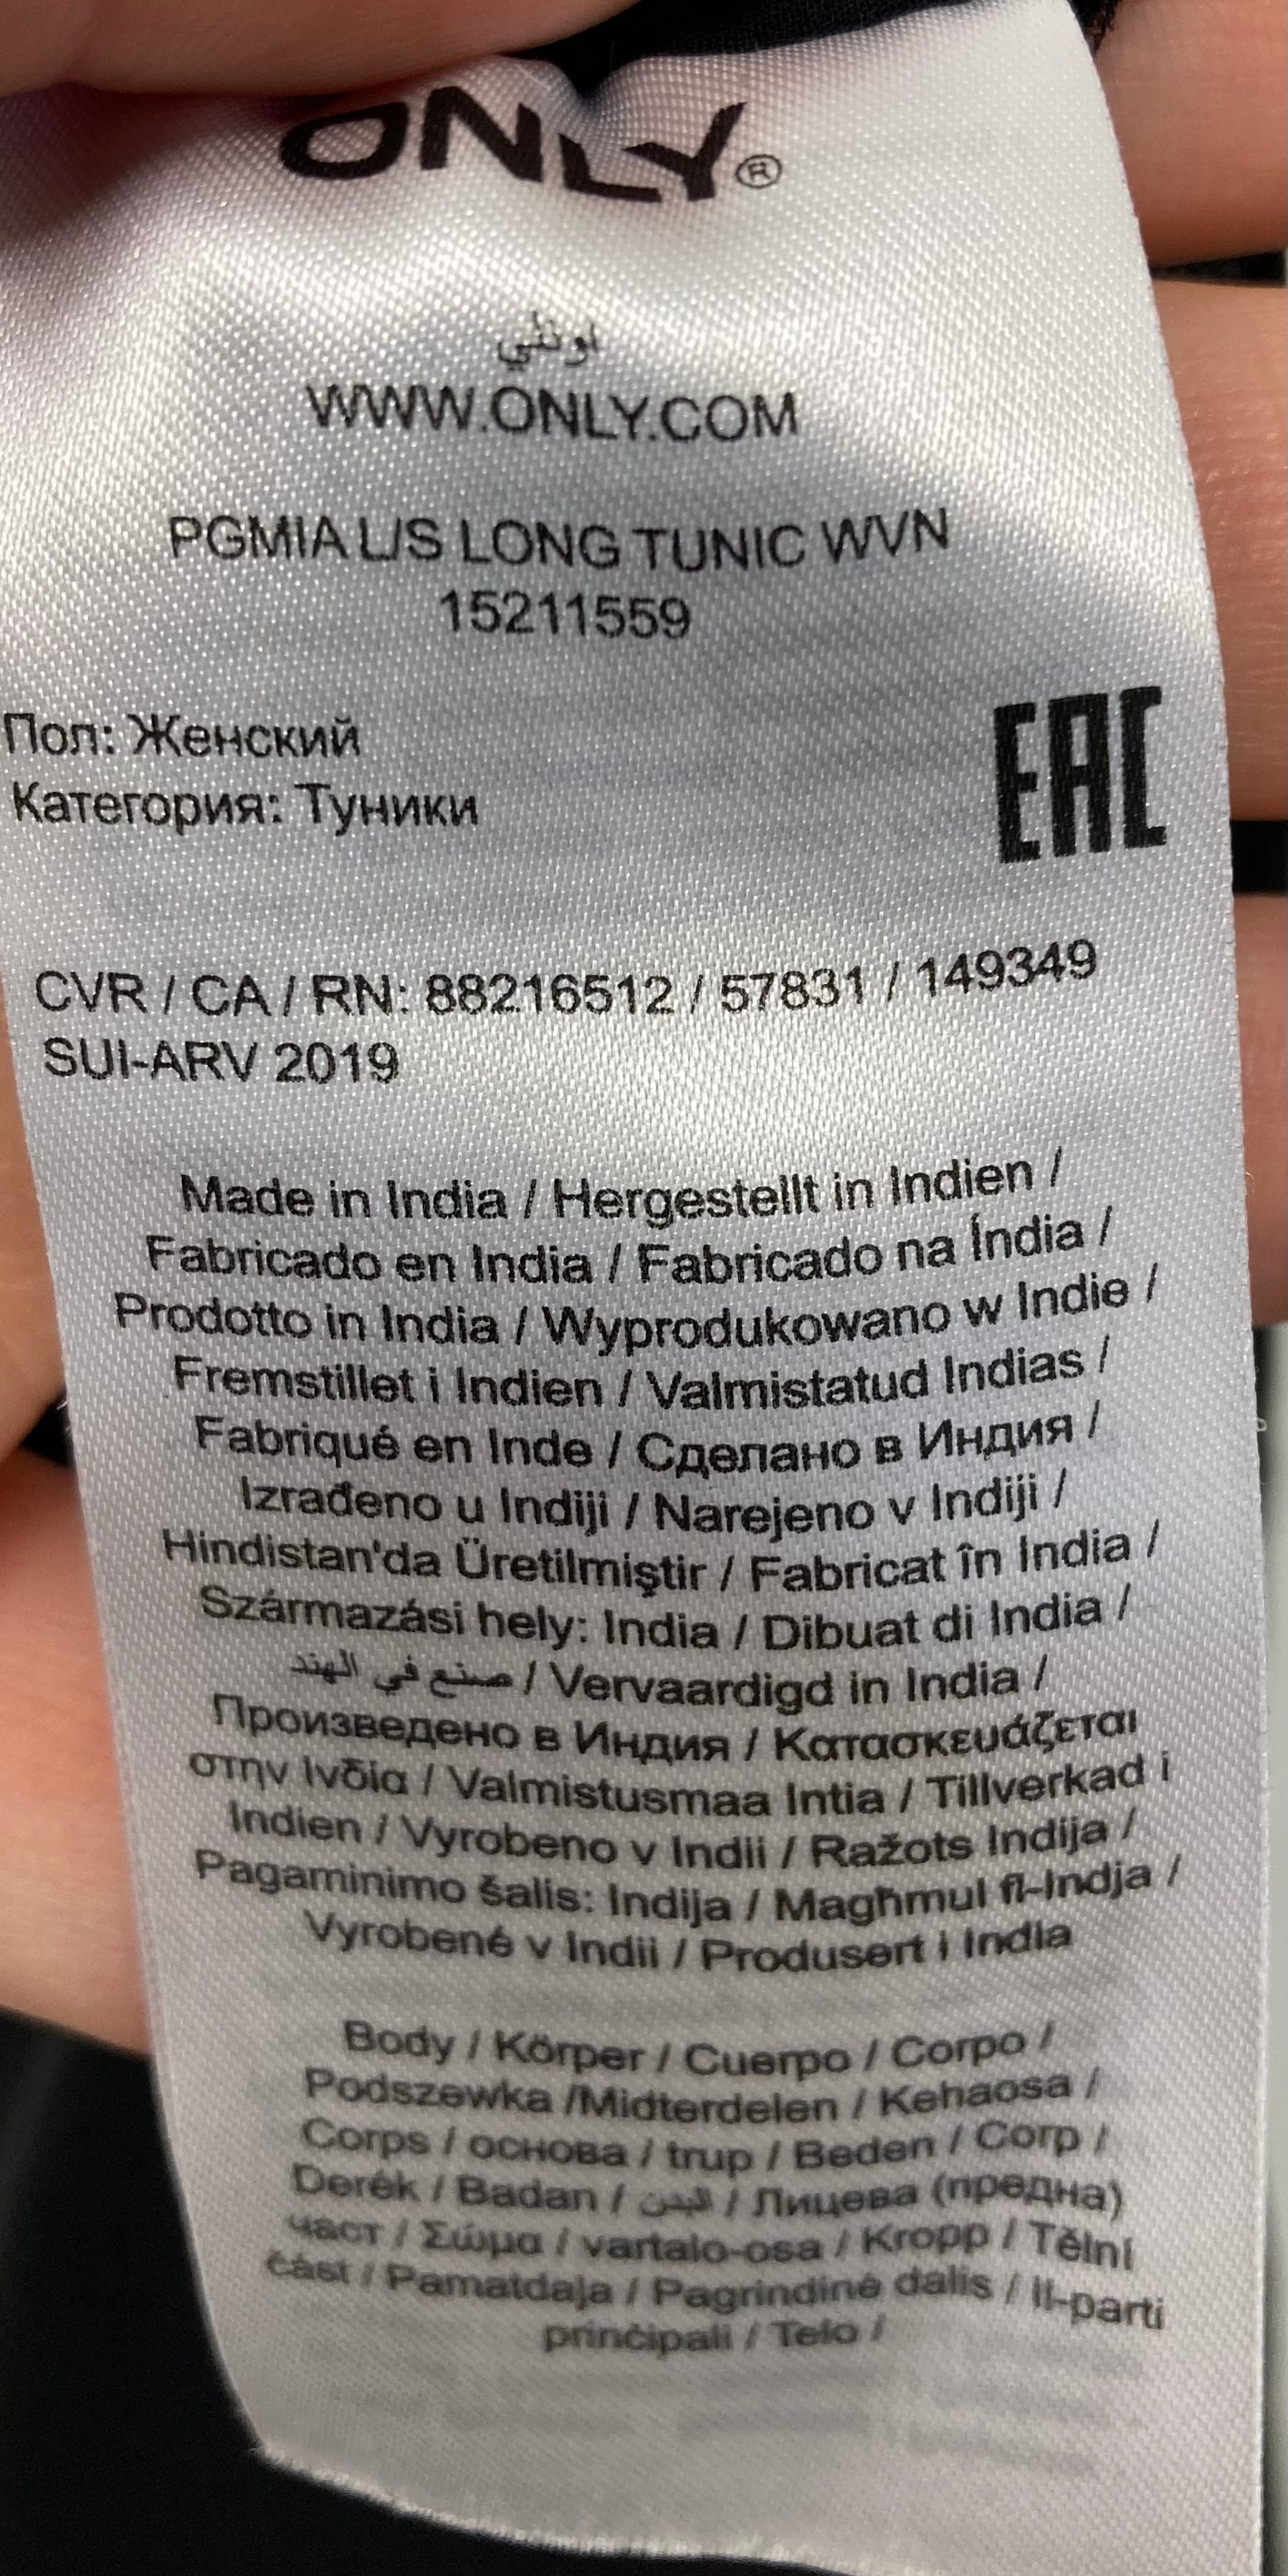 ONLY®
اونلي
WWW.ONLY.COM
PGMIA L/S LONG TUNIC WVN
15211559
Пол: Женский
Категория: Туники
EAC
CVR / CA / RN: 88216512 / 57831 / 149349
SUI-ARV 2019
Made in India / Hergestellt in Indien /
Fabricado en India / Fabricado na Índia /
Prodotto in India / Wyprodukowano w Indie /
Fremstillet i Indien / Valmistatud Indias /
Fabriqué en Inde / Сделано в Индия /
Izrađeno u Indiji / Narejeno v Indiji /
Hindistan'da Üretilmiştir / Fabricat în India /
Származási hely: India / Dibuat di India /
صنع في الهند / Vervaardigd in India /
Произведено в Индия / Κατασκευάζεται
στην Ινδία / Valmistusmaa Intia / Tillverkad i
Indien / Vyrobeno v Indii / Ražots Indija /
Pagaminimo šalis: Indija / Magħmul fl-Indja /
Vyrobené v Indii / Produsert i India
Body / Körper / Cuerpo / Corpo /
Podszewka /Midterdelen / Kehaosa /
Corps / основа / trup / Beden / Corp /
Derék / Badan / البدن / Лицева (предна)
част / Σώμα / vartalo-osa / Kropp / Tělní
část / Pamatdaļa / Pagrindinė dalis / Il-parti
prinċipali / Telo /